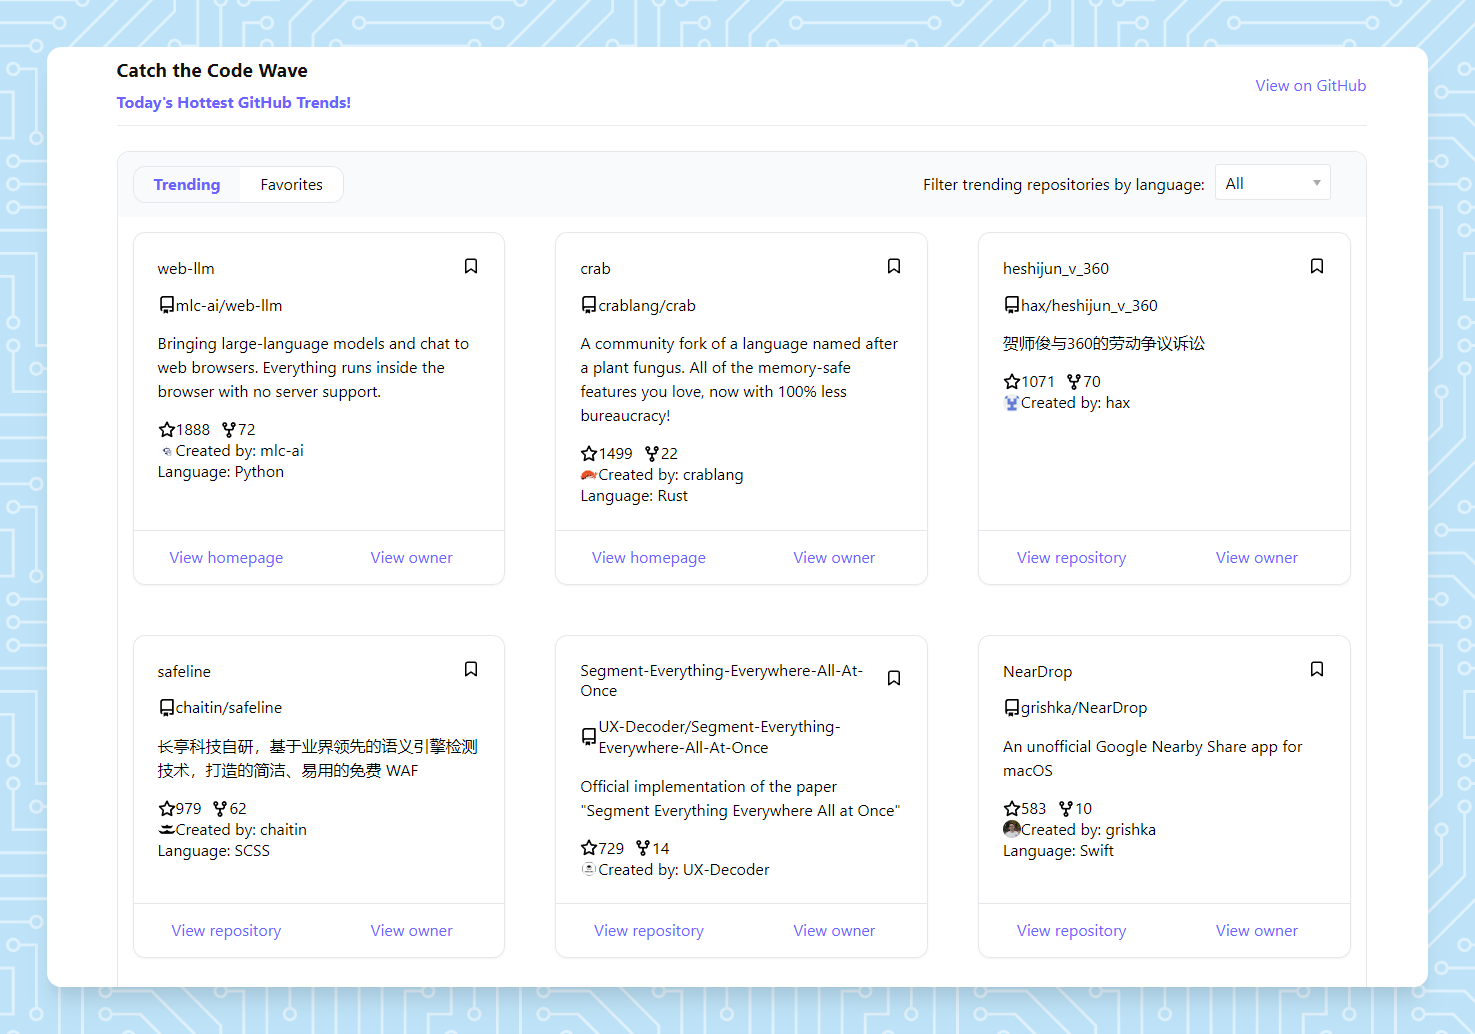 Catch the Code Wave
Today's Hottest GitHub Trends!
View on GitHub
Trending
Favorites
Filter trending repositories by language:
All
web-llm
mlc-ai/web-llm
Bringing large-language models and chat to
web browsers. Everything runs inside the
browser with no server support.
1888 72
Created by: mlc-ai
Language: Python
View homepage
View owner
crab
crablang/crab
A community fork of a language named after
a plant fungus. All of the memory-safe
features you love, now with 100% less
bureaucracy!
1499 22
Created by: crablang
Language: Rust
View homepage
View owner
heshijun_v_360
hax/heshijun_v_360
贺师俊与360的劳动争议诉讼
1071 70
Created by: hax
View repository
View owner
safeline
chaitin/safeline
长亭科技自研，基于业界领先的语义引擎检测
技术，打造的简洁、易用的免费 WAF
979 62
Created by: chaitin
Language: SCSS
View repository
View owner
Segment-Everything-Everywhere-All-At-
Once
UX-Decoder/Segment-Everything-
Everywhere-All-At-Once
Official implementation of the paper
"Segment Everything Everywhere All at Once"
729 14
Created by: UX-Decoder
View repository
View owner
NearDrop
grishka/NearDrop
An unofficial Google Nearby Share app for
macOS
583 10
Created by: grishka
Language: Swift
View repository
View owner